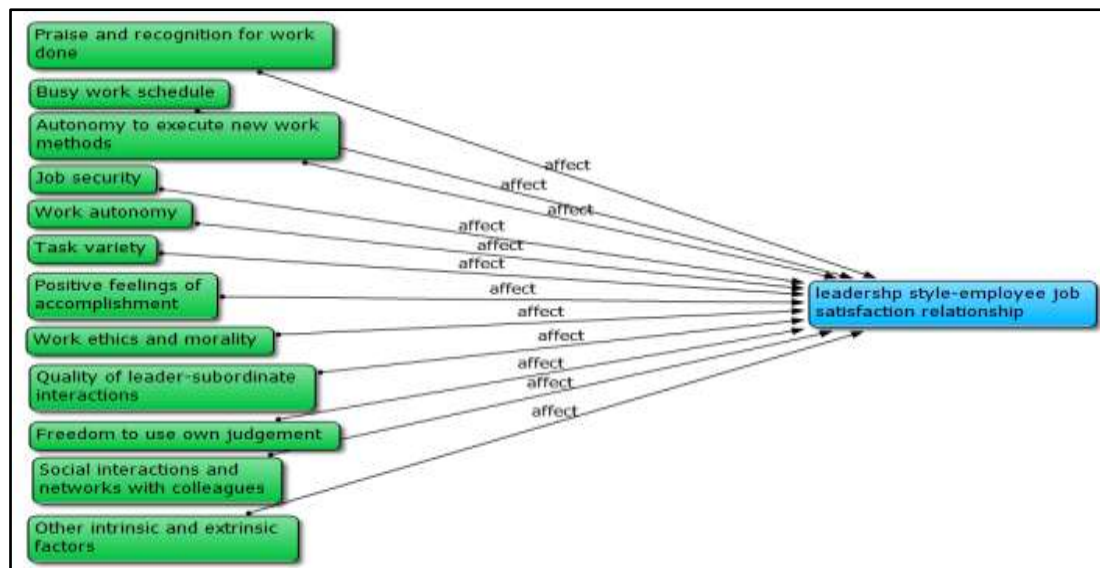 Praise and recognition for work
done
Busy work schedule
Autonomy to execute new work
methods
Job security
Work autonomy
Task variety
Positive feelings of
accomplishment
Work ethics and morality
Quality of leader-subordinate
interactions
Freedom to use own judgement
Social interactions and
networks with colleagues
Other intrinsic and extrinsic
factors
affect
affect
affect
affect
affect
affect
affect
affect
affect
affect
affect
affect
leadershp style-employee job
satisfaction relationship